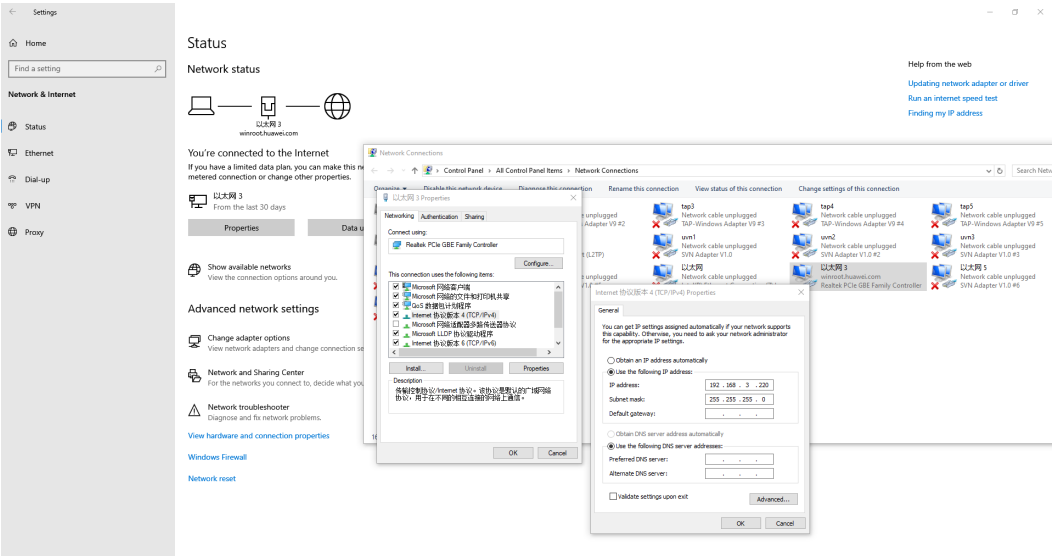 Settings
Home
Find a setting
Network & Internet
Status
Ethernet
Dial-up
VPN
Proxy
Status
Network status
以太网 3
winroot.huawei.com
You're connected to the Internet
If you have a limited data plan, you can make this
metered connection or change other properties.
以太网 3
From the last 30 days
Properties
Data u
Show available networks
View the connection options around you.
Advanced network settings
Change adapter options
View network adapters and change connection se
Network and Sharing Center
For the networks you connect to, decide what you
Network troubleshooter
Diagnose and fix network problems.
View hardware and connection properties
Windows Firewall
Network reset
Help from the web
Updating network adapter or driver
Run an internet speed test
Finding my IP address
Network Connections
Control Panel › All Control Panel Items › Network Connections
Search Netw
Organize Disable this network device Diagnose this connection Rename this connection View status of this connection Change settings of this connection
e unplugged
Adapter V9 #2
tap3
Network cable unplugged
TAP-Windows Adapter V9 #3
tap4
Network cable unplugged
TAP-Windows Adapter V9 #4
tap5
Network cable unplugged
TAP-Windows Adapter V9 #5
t (L2TP)
uvn1
Network cable unplugged
SVN Adapter V1.0
uvn2
Network cable unplugged
SVN Adapter V1.0 #2
uvn3
Network cable unplugged
SVN Adapter V1.0 #3
e unplugged
以太网
Network cable unplugged
以太网 3
winroot.huawei.com
Realtek PCIe GBE Family Controller
以太网 5
Network cable unplugged
SVN Adapter V1.0 #6
以太网 3 Properties
Networking Authentication Sharing
Connect using:
Realtek PCIe GBE Family Controller
Configure...
This connection uses the following items:
Microsoft 网络客户端
Microsoft 网络的文件和打印机共享
QoS 数据包计划程序
Internet 协议版本 4 (TCP/IPv4)
Microsoft 网络适配器多路传送器协议
Microsoft LLDP 协议驱动程序
Internet 协议版本 6 (TCP/IPv6)
Install... Uninstall Properties
Description
传输控制协议/Internet 协议。该协议是默认的广域网络
协议，用于在不同的相互连接的网络上通信。
OK Cancel
Internet 协议版本 4 (TCP/IPv4) Properties
General
You can get IP settings assigned automatically if your network supports
this capability. Otherwise, you need to ask your network administrator
for the appropriate IP settings.
Obtain an IP address automatically
Use the following IP address:
IP address: 192 . 168 . 3 . 220
Subnet mask: 255 . 255 . 255 . 0
Default gateway: . . .
Obtain DNS server address automatically
Use the following DNS server addresses:
Preferred DNS server: . . .
Alternate DNS server: . . .
Validate settings upon exit
Advanced...
OK Cancel